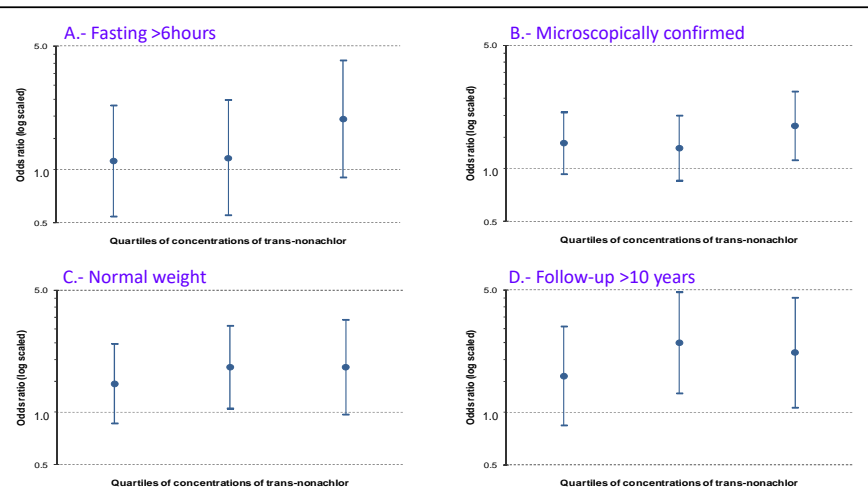 A.- Fasting >6hours
5.0
1.0
0.5
Odds ratio (log scaled)
Quartiles of concentrations of trans-nonachlor
B.- Microscopically confirmed
5.0
1.0
0.5
Odds ratio (log scaled)
Quartiles of concentrations of trans-nonachlor
C.- Normal weight
5.0
1.0
0.5
Odds ratio (log scaled)
Quartiles of concentrations of trans-nonachlor
D.- Follow-up >10 years
5.0
1.0
0.5
Odds ratio (log scaled)
Quartiles of concentrations of trans-nonachlor